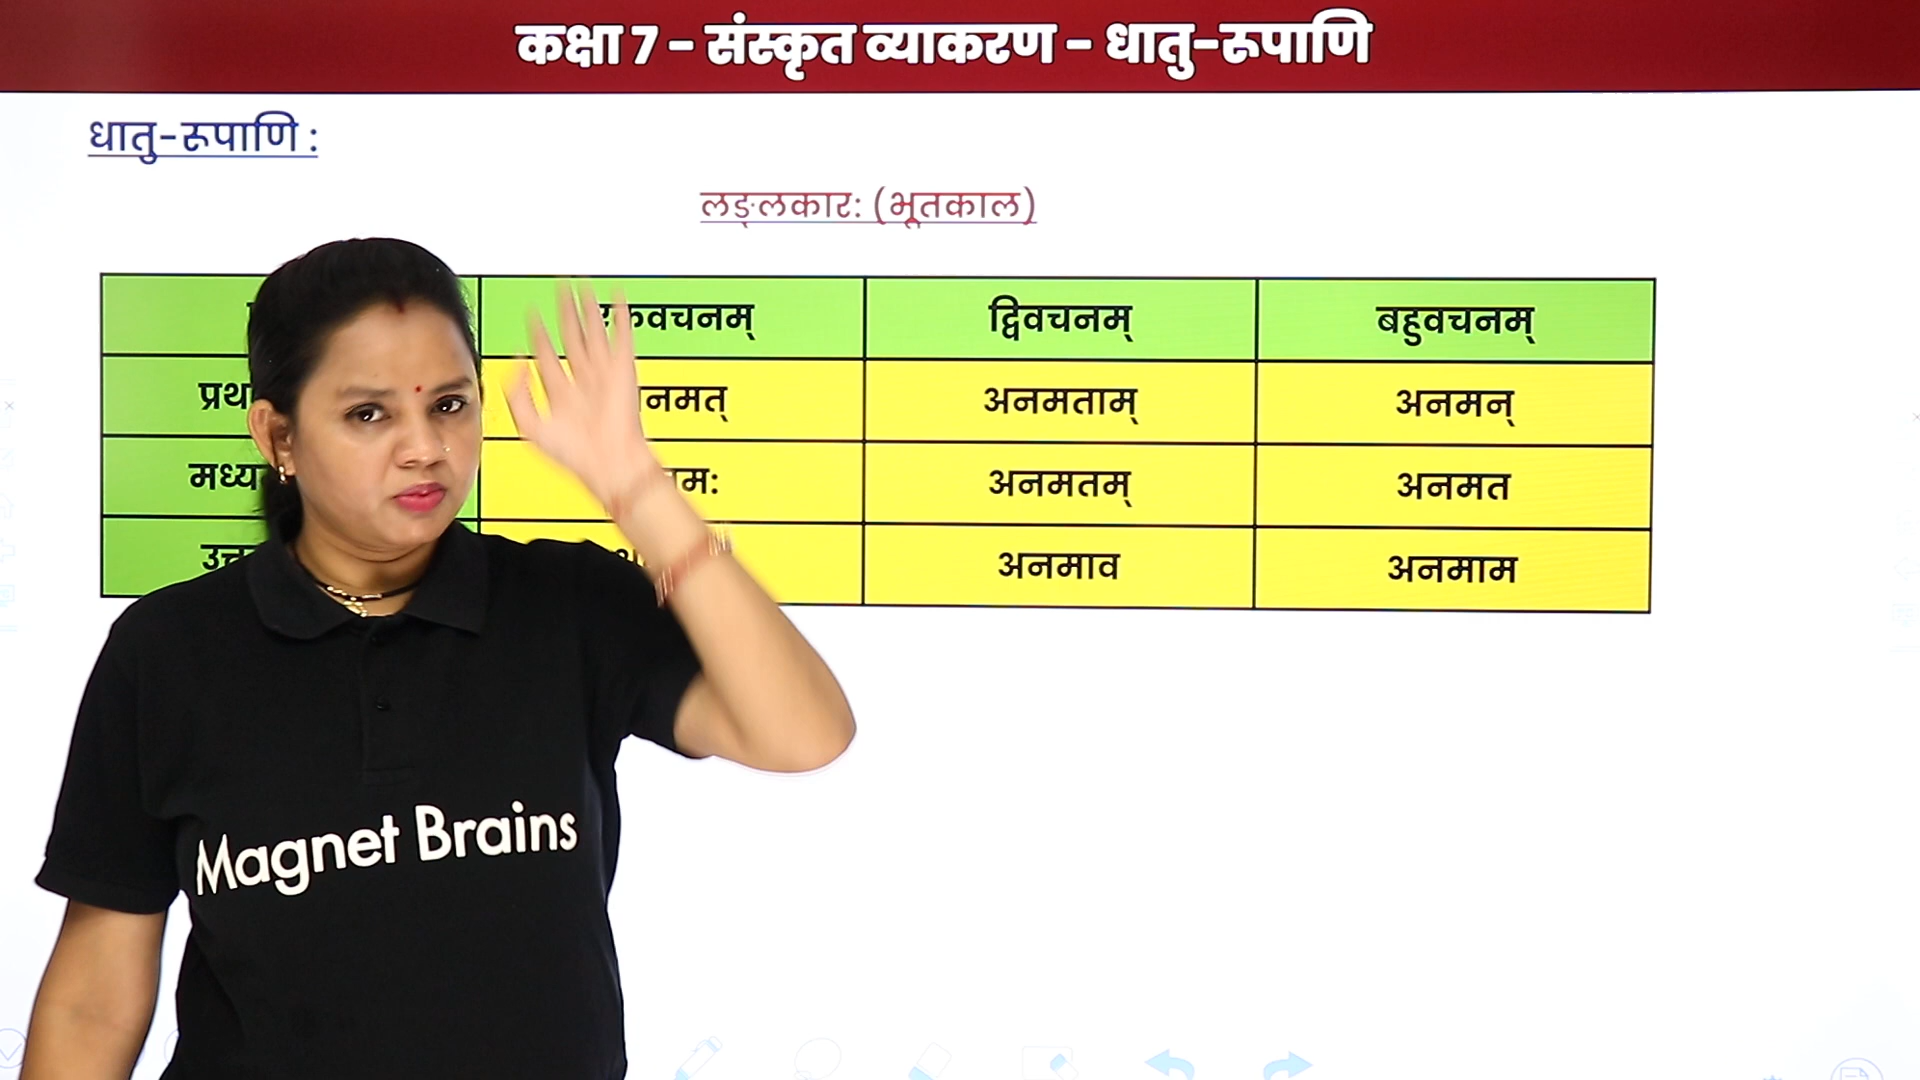 कक्षा 7 - संस्कृत व्याकरण - धातु-रूपाणि
धातु-रूपाणि :
लङ्लकार: (भूतकाल)
द्विवचनम् बहुवचनम्
अनमताम् अनमन्
अनमतम् अनमत
अनमाव अनमाम
Magnet Brains